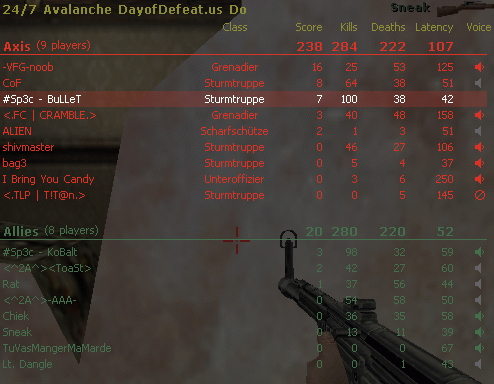 24/7 Avalanche DayofDefeat.us Do
Sneak
Class Score Kills Deaths Latency Voice
Axis (9 players) 238 284 222 107
-VFG-noob Grenadier 16 25 53 125
CoF Sturmtruppe 8 64 38 51
#Sp3c - BuLLeT Sturmtruppe 7 100 38 42
<.FC | CRAMBLE.> Grenadier 3 40 48 158
ALIEN Scharfschütze 2 1 3 51
shivmaster Sturmtruppe 0 46 27 106
bag3 Sturmtruppe 0 5 4 37
I Bring You Candy Unteroffizier 0 3 6 250
<.TLP | T!T@n.> Sturmtruppe 0 0 5 145
Allies (8 players) 20 280 220 52
#Sp3c - KoBalt 3 98 32 59
<^2A^><ToaSt> 2 42 27 60
Rat 1 37 56 44
<^2A^>-AAA- 0 54 58 50
Chiek 0 36 35 58
Sneak 0 13 11 39
TuVasMangerMaMarde 0 0 0 67
Lt. Dangle 0 0 1 43